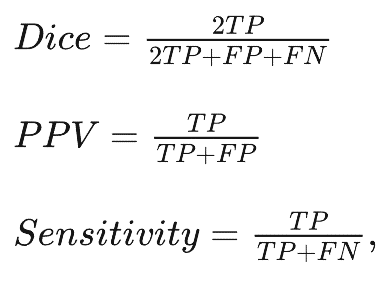 Dice = 2TP / 2TP+FP+FN
PPV = TP / TP+FP
Sensitivity = TP / TP+FN,